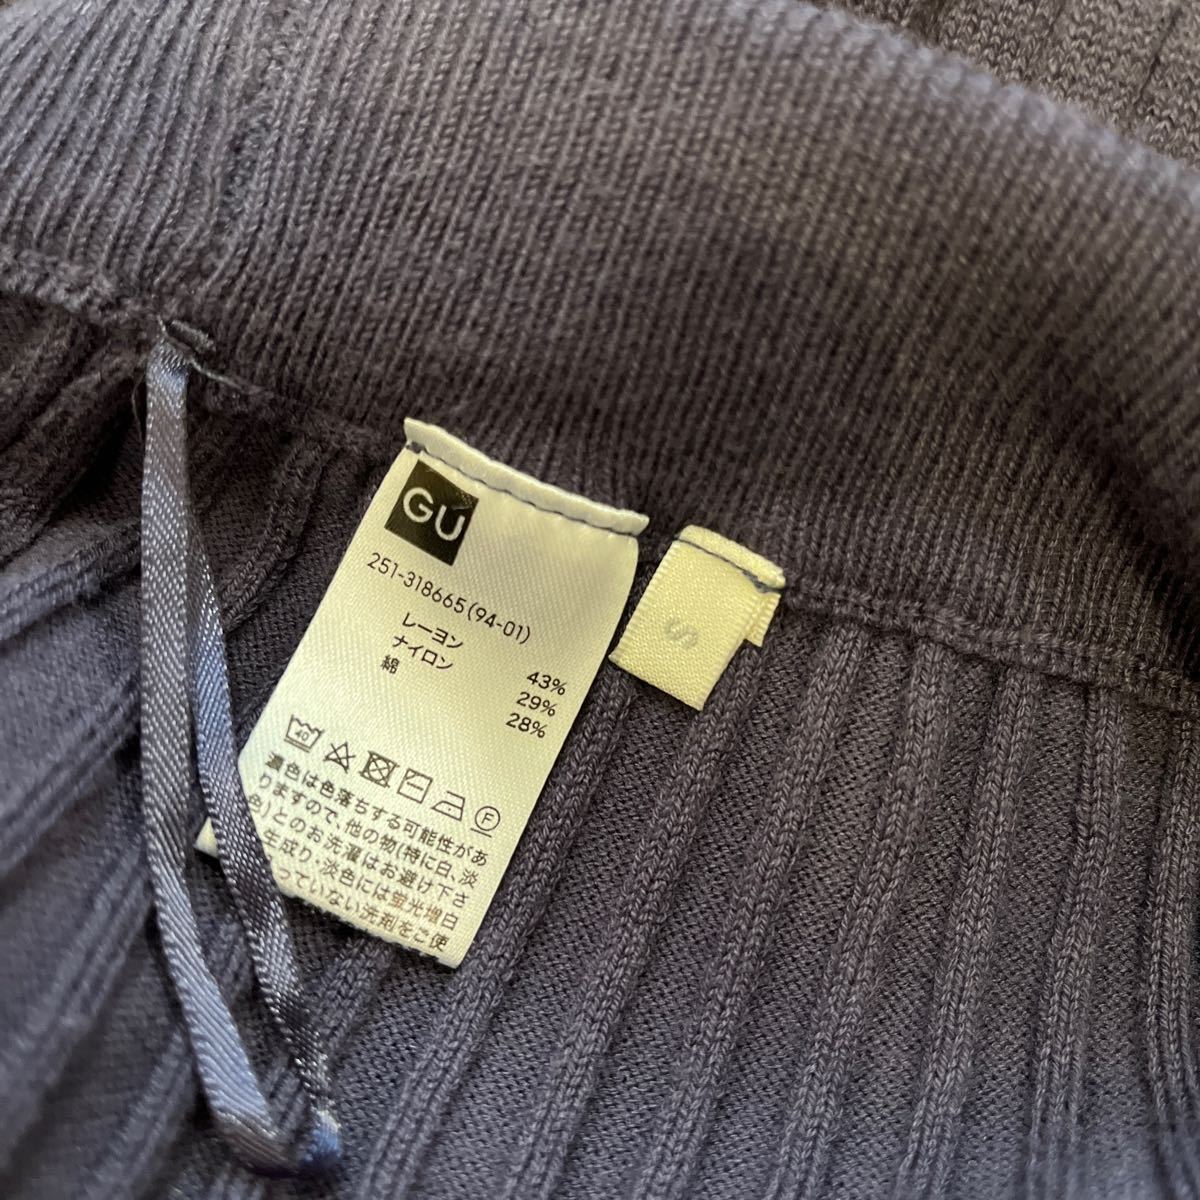 GU
251-318665(94-01)
レーヨン 43%
ナイロン 29%
綿 28%
40
F
濃色は色落ちする可能性があ
りますので、他の物(特に白、淡
色)とのお洗濯はお避け下さ
生成り・淡色には蛍光増白
っていない洗剤をご使
S